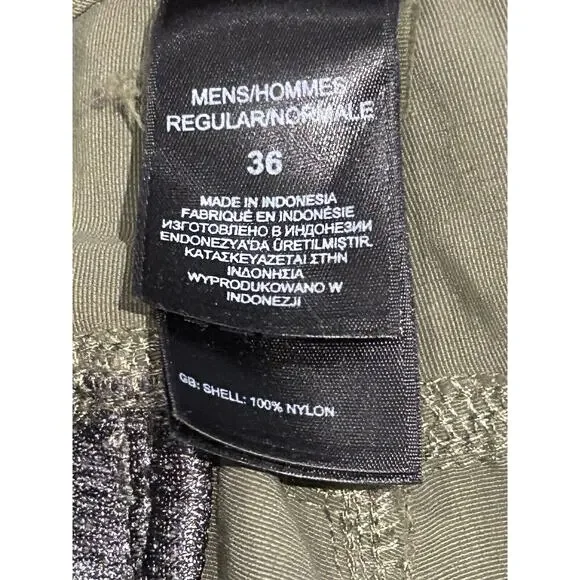 MENS/HOMMES
REGULAR/NORMALE
36
MADE IN INDONESIA
FABRIQUÉ EN INDONÉSIE
ИЗГОТОВЛЕНО В ИНДОНЕЗИИ
ENDONEZYA'DA ÜRETILMIŞTIR.
ΚΑΤΑΣΚΕΥΑΖΕΤΑΙ ΣΤΗΝ
ΙΝΔΟΝΗΣΙΑ
WYPRODUKOWANO W
INDONEZJI
GB: SHELL: 100% NYLON